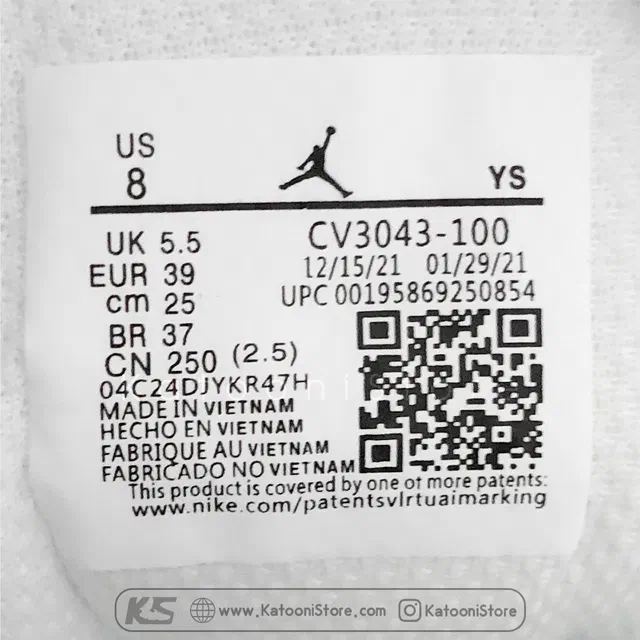 US
8
YS
UK 5.5
EUR 39
cm 25
BR 37
CN 250 (2.5)
CV3043-100
12/15/21 01/29/21
UPC 00195869250854
04C24DJYKR47H
MADE IN VIETNAM
HECHO EN VIETNAM
FABRIQUE AU VIETNAM
FABRICADO NO VIETNAM
This product is covered by one of more patents:
www.nike.com/patentsvlrtuaimarking
KS www.KatooniStore.com KatooniStore